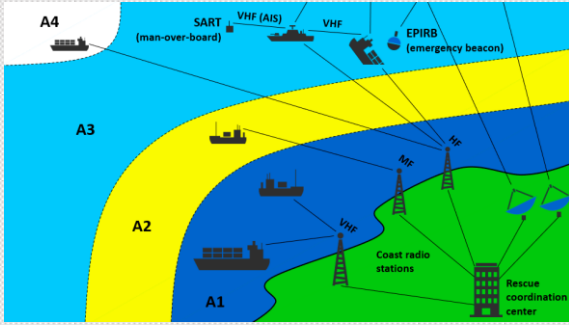 A4
SART
(man-over-board)
VHF (AIS)
VHF
EPIRB
(emergency beacon)
A3
HF
MF
A2
VHF
Coast radio
stations
A1
Rescue
coordination
center